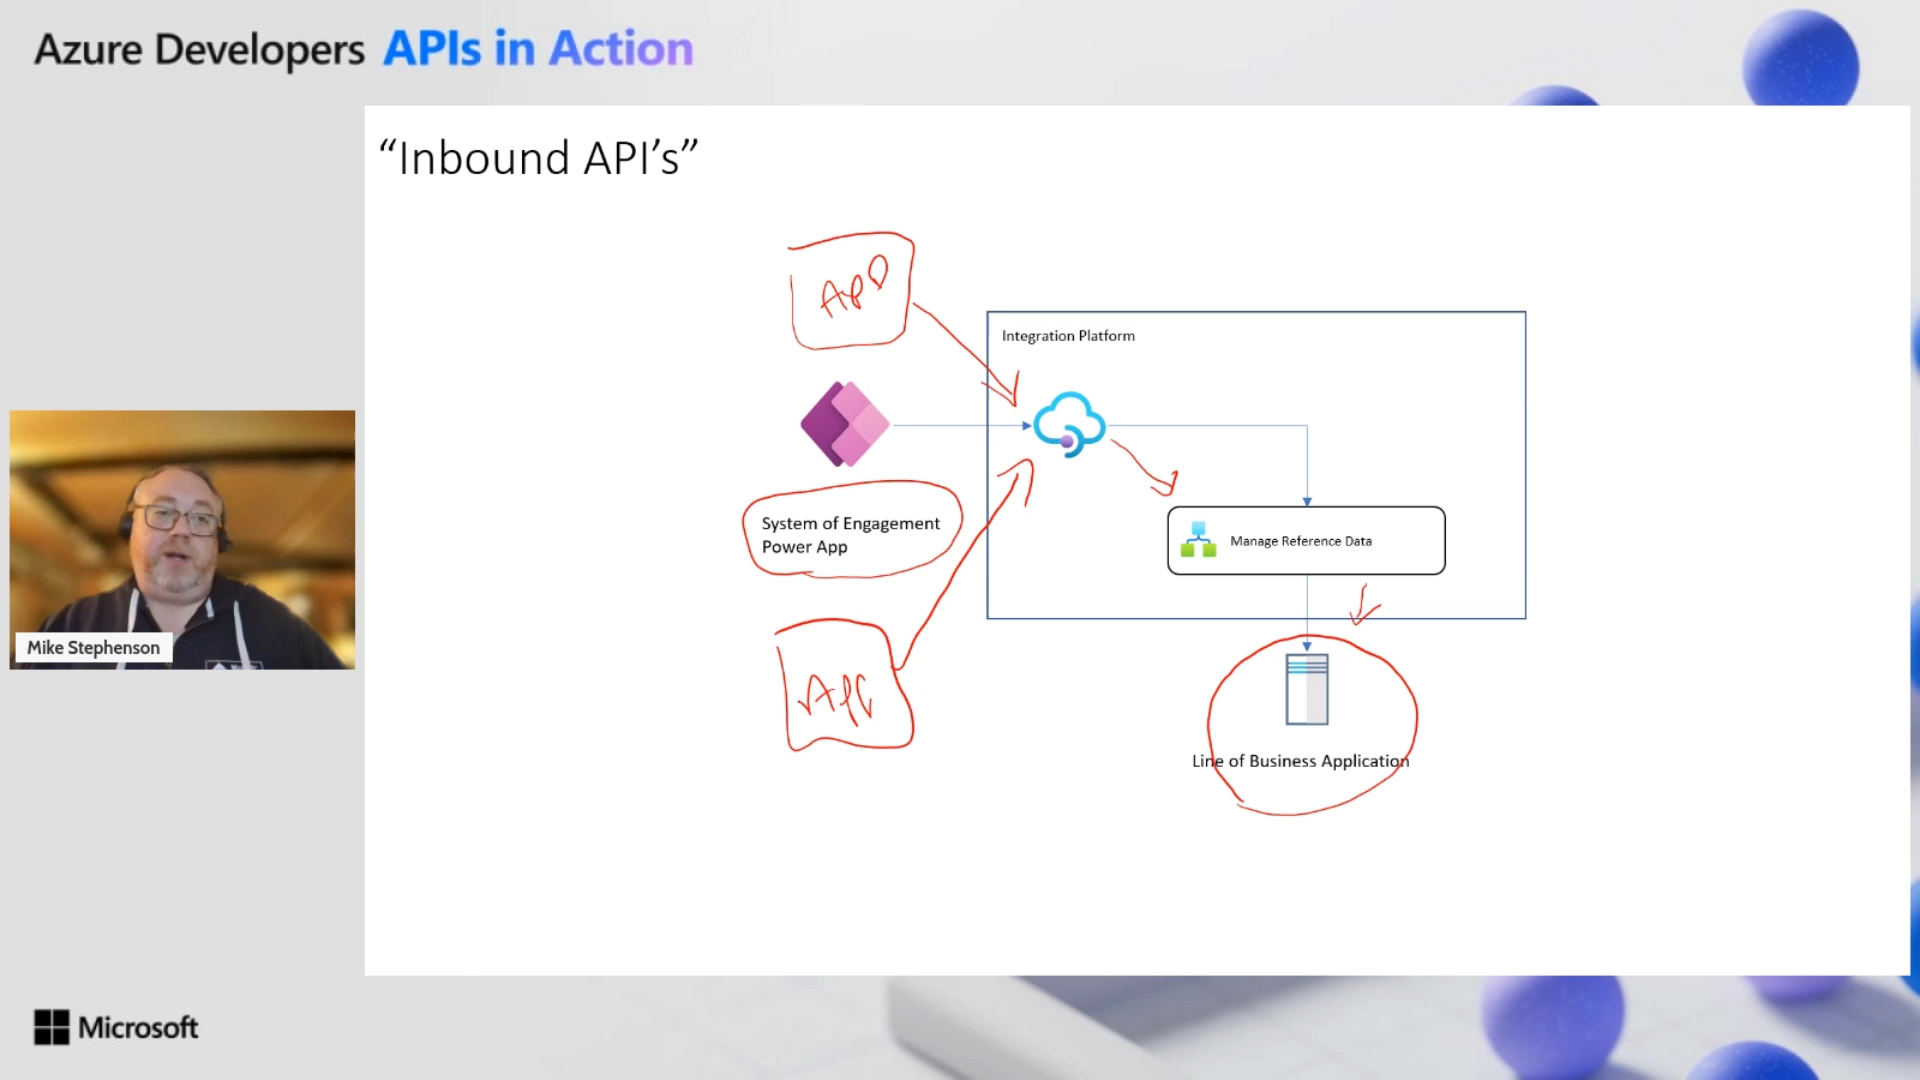 Azure Developers APIs in Action
“Inbound API’s”
APP
Integration Platform
System of Engagement
Power App
Manage Reference Data
App
Line of Business Application
Mike Stephenson
Microsoft